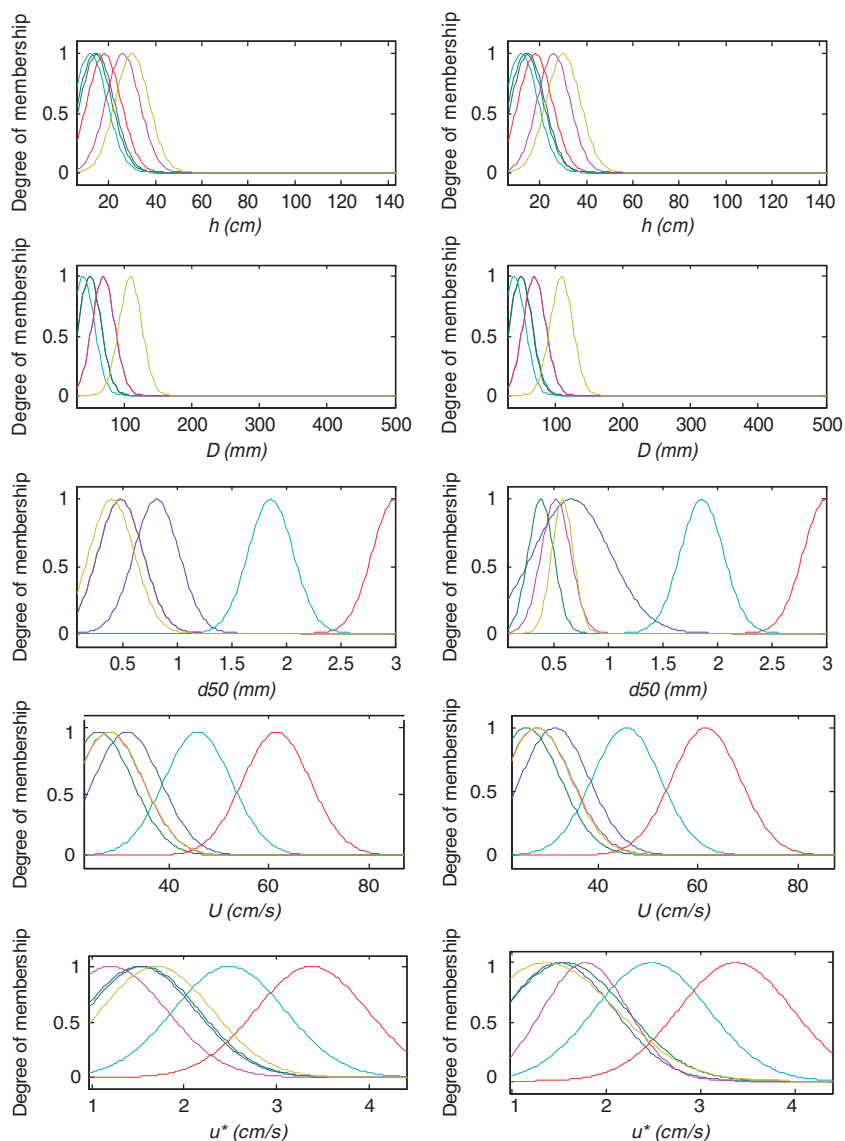 Degree of membership
1
0.5
0
20 40 60 80 100 120 140
h (cm)
Degree of membership
1
0.5
0
20 40 60 80 100 120 140
h (cm)
Degree of membership
1
0.5
0
100 200 300 400 500
D (mm)
Degree of membership
1
0.5
0
100 200 300 400 500
D (mm)
Degree of membership
1
0.5
0
0.5 1 1.5 2 2.5 3
d50 (mm)
Degree of membership
1
0.5
0
0.5 1 1.5 2 2.5 3
d50 (mm)
Degree of membership
1
0.5
0
40 60 80
U (cm/s)
Degree of membership
1
0.5
0
40 60 80
U (cm/s)
Degree of membership
1
0.5
0
1 2 3 4
u* (cm/s)
Degree of membership
1
0.5
0
1 2 3 4
u* (cm/s)